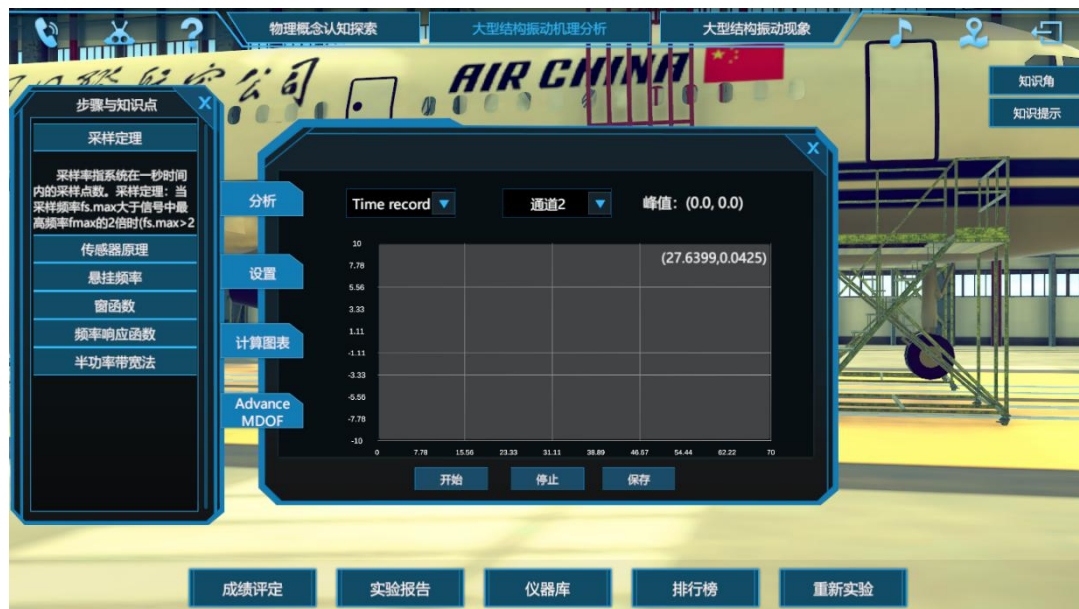 物理概念认知探索
大型结构振动机理分析
大型结构振动现象
公司
AIR CHINA
知识角
知识提示
步骤与知识点
X
采样定理
采样率指系统在一秒时间
内的采样点数。采样定理：当
采样频率fs.max大于信号中最
高频率fmax的2倍时(fs.max>2
传感器原理
悬挂频率
窗函数
频率响应函数
半功率带宽法
X
分析
设置
计算图表
Advance
MDOF
Time record
通道2
峰值：(0.0, 0.0)
(27.6399,0.0425)
10
7.78
5.56
3.33
1.11
-1.11
-3.33
-5.56
-7.78
-10
0 7.78 15.56 23.33 31.11 38.89 46.67 54.44 62.22 70
开始
停止
保存
成绩评定
实验报告
仪器库
排行榜
重新实验